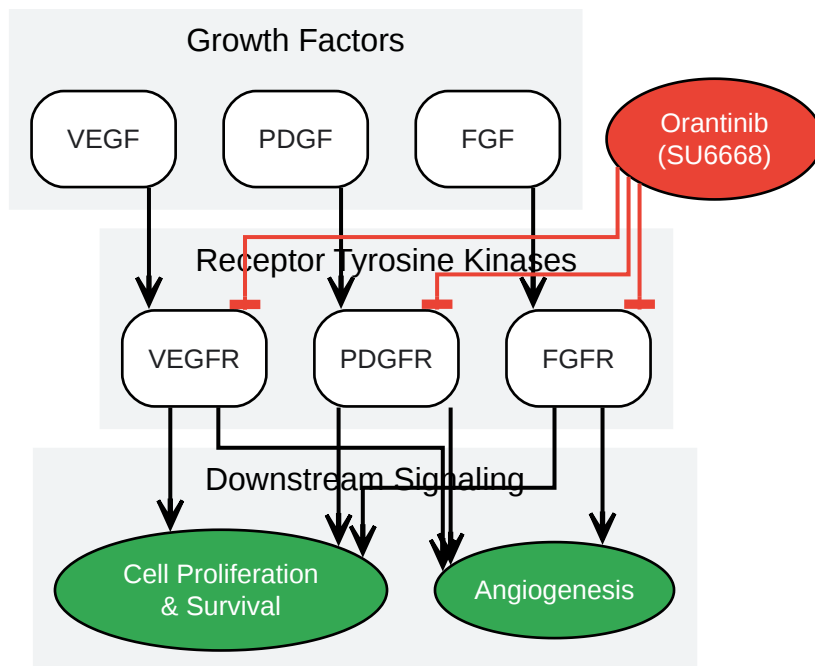 Growth Factors
VEGF
PDGF
FGF
Orantinib
(SU6668)
Receptor Tyrosine Kinases
VEGFR
PDGFR
FGFR
Downstream Signaling
Cell Proliferation
& Survival
Angiogenesis